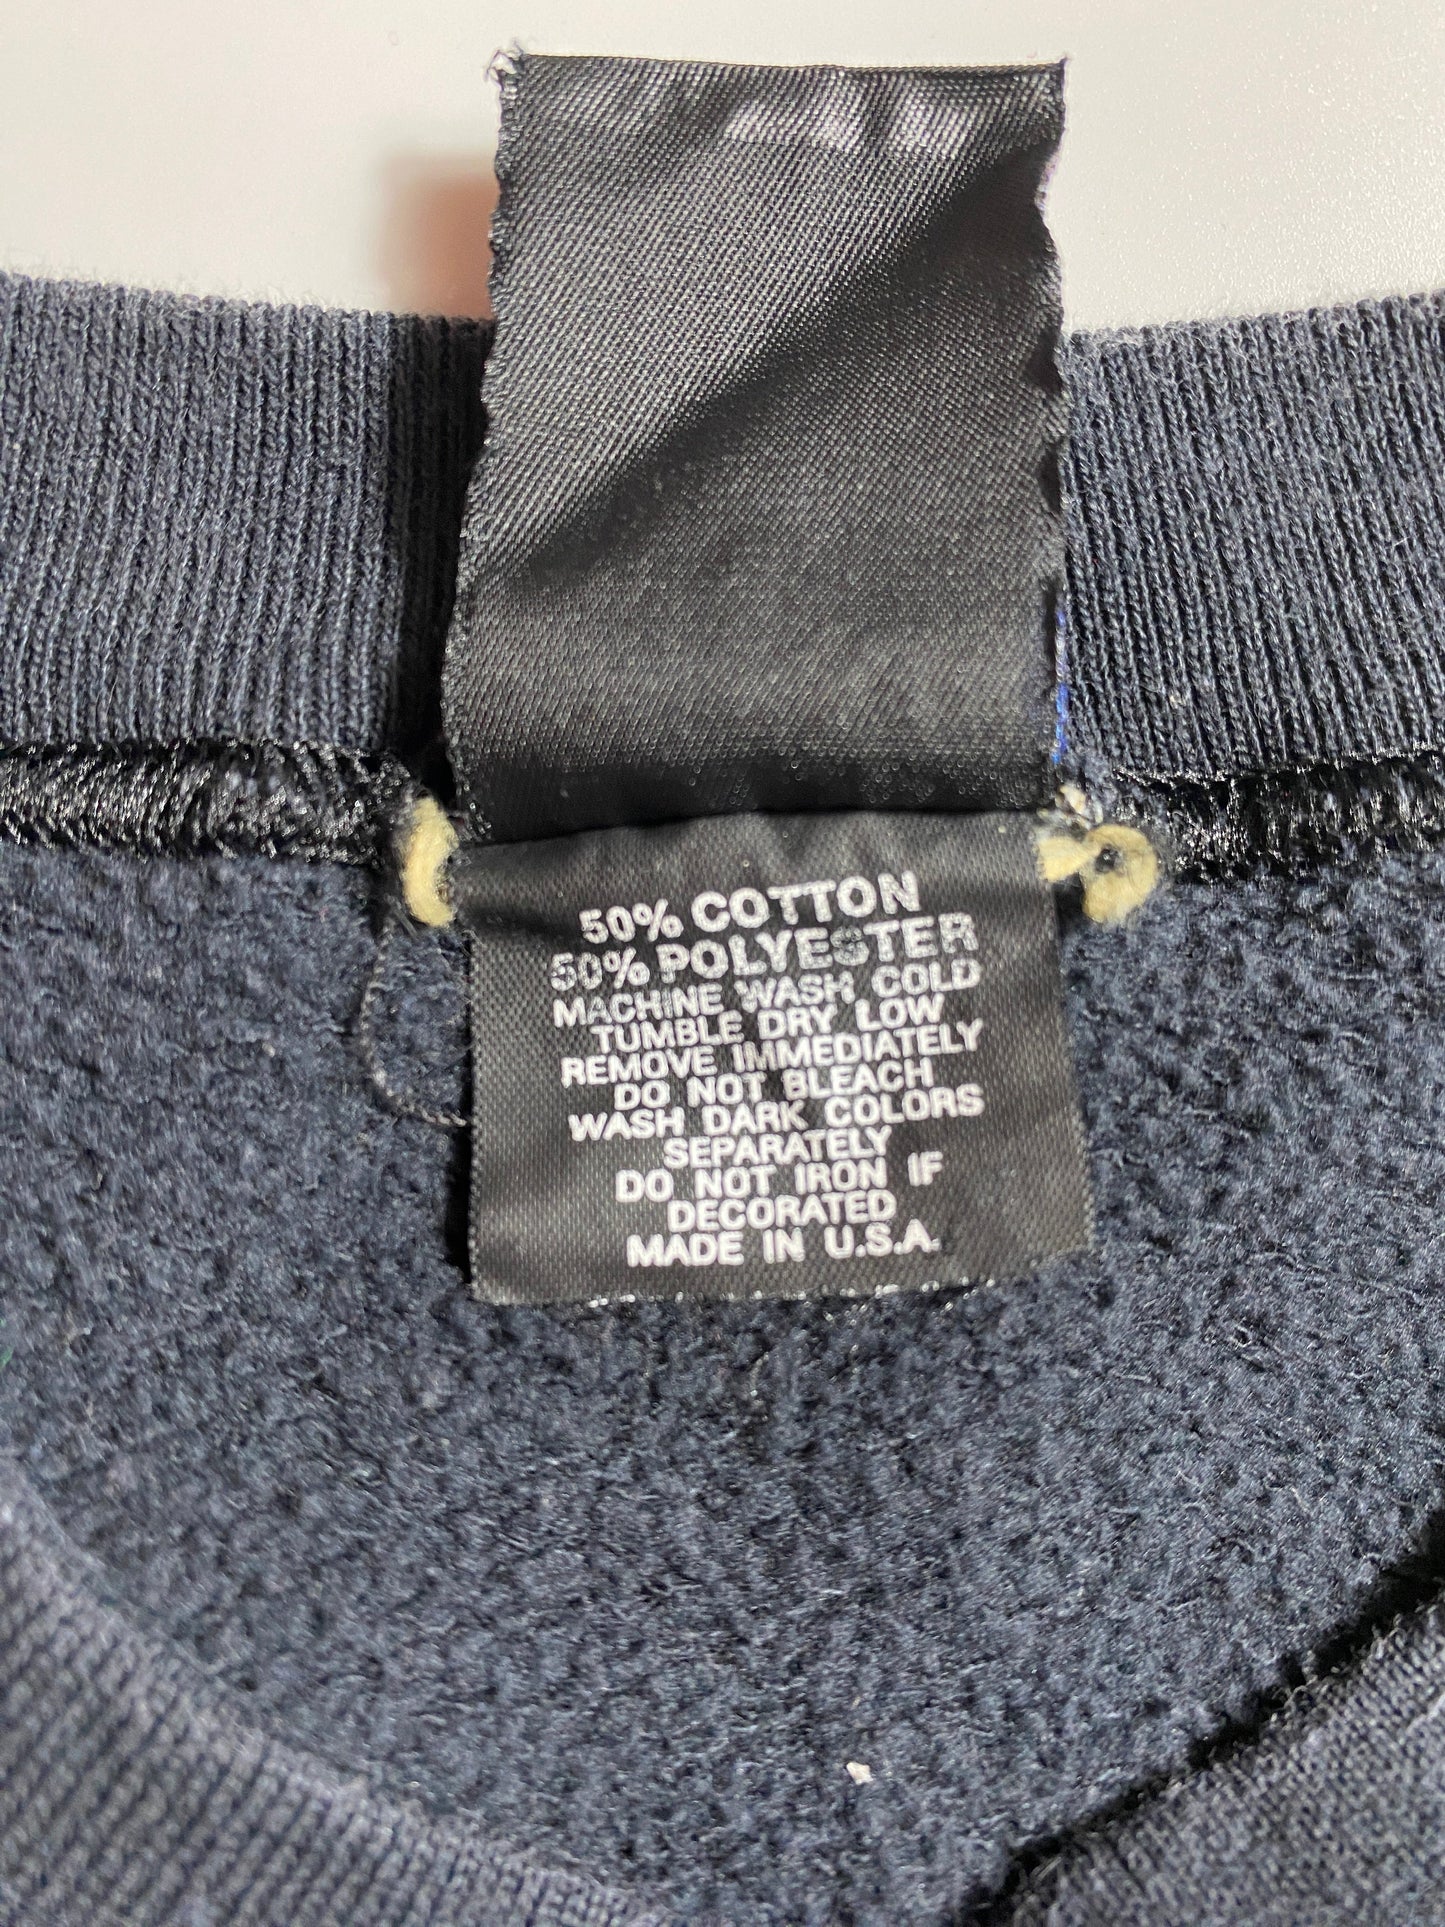 50% COTTON
50% POLYESTER
MACHINE WASH COLD
TUMBLE DRY LOW
REMOVE IMMEDIATELY
DO NOT BLEACH
WASH DARK COLORS
SEPARATELY
DO NOT IRON IF
DECORATED
MADE IN U.S.A.